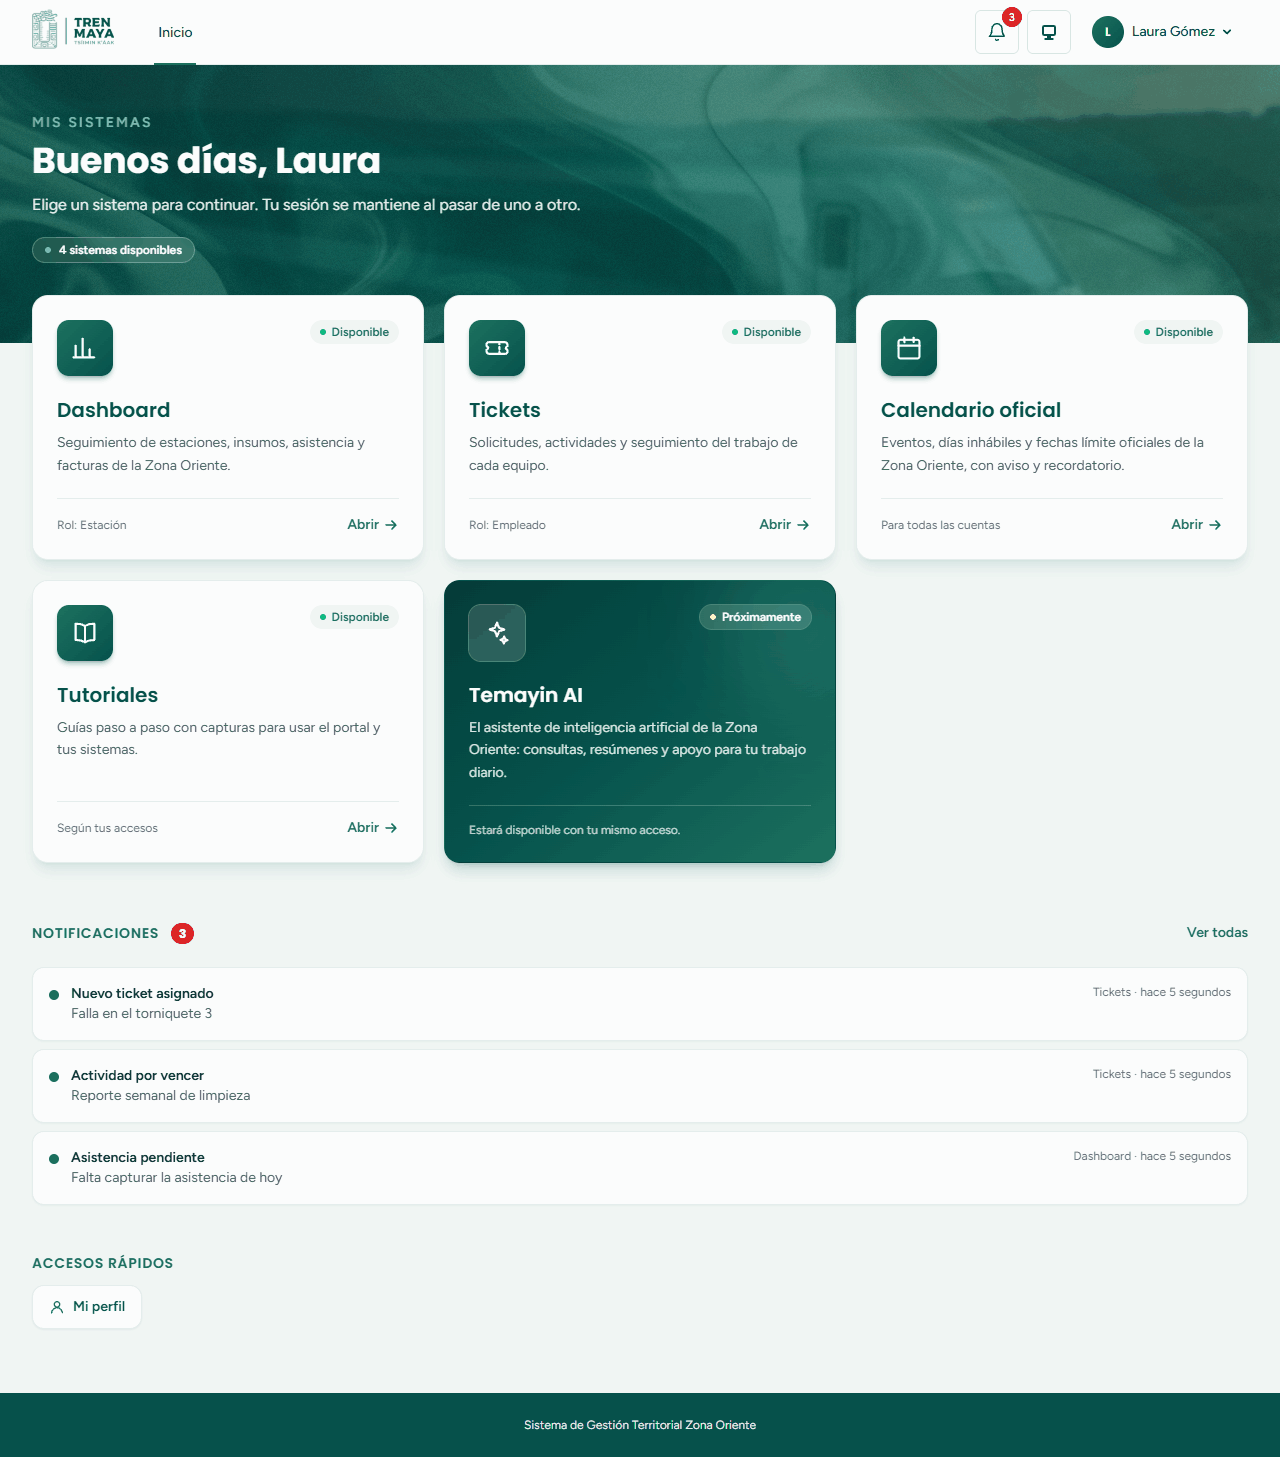 TREN
MAYA
TSÍIMIN K'ÁAK
Inicio
3
L
Laura Gómez
MIS SISTEMAS
Buenos días, Laura
Elige un sistema para continuar. Tu sesión se mantiene al pasar de uno a otro.
4 sistemas disponibles
Disponible
Dashboard
Seguimiento de estaciones, insumos, asistencia y
facturas de la Zona Oriente.
Rol: Estación
Abrir
Disponible
Tickets
Solicitudes, actividades y seguimiento del trabajo de
cada equipo.
Rol: Empleado
Abrir
Disponible
Calendario oficial
Eventos, días inhábiles y fechas límite oficiales de la
Zona Oriente, con aviso y recordatorio.
Para todas las cuentas
Abrir
Disponible
Tutoriales
Guías paso a paso con capturas para usar el portal y
tus sistemas.
Según tus accesos
Abrir
Próximamente
Temayin AI
El asistente de inteligencia artificial de la Zona
Oriente: consultas, resúmenes y apoyo para tu trabajo
diario.
Estará disponible con tu mismo acceso.
NOTIFICACIONES
3
Ver todas
Nuevo ticket asignado
Tickets · hace 5 segundos
Falla en el torniquete 3
Actividad por vencer
Tickets · hace 5 segundos
Reporte semanal de limpieza
Asistencia pendiente
Dashboard · hace 5 segundos
Falta capturar la asistencia de hoy
ACCESOS RÁPIDOS
Mi perfil
Sistema de Gestión Territorial Zona Oriente